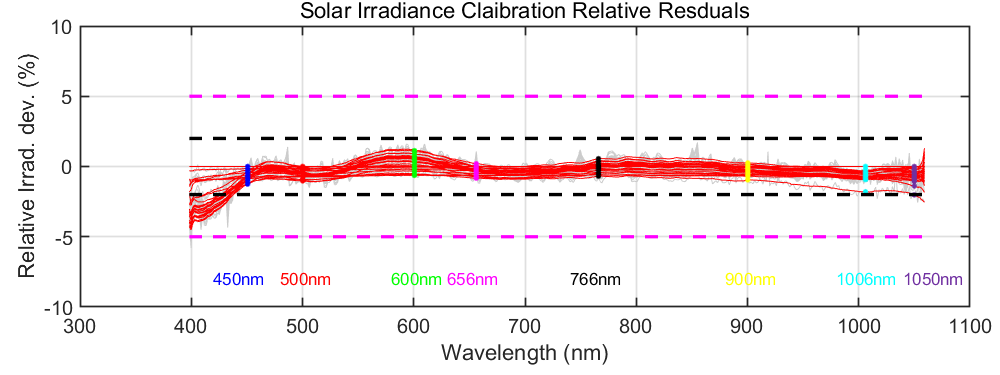 Solar Irradiance Claibration Relative Resduals
Relative Irrad. dev. (%)
10
5
0
-5
-10
450nm 500nm 600nm 656nm 766nm 900nm 1006nm 1050nm
300 400 500 600 700 800 900 1000 1100
Wavelength (nm)